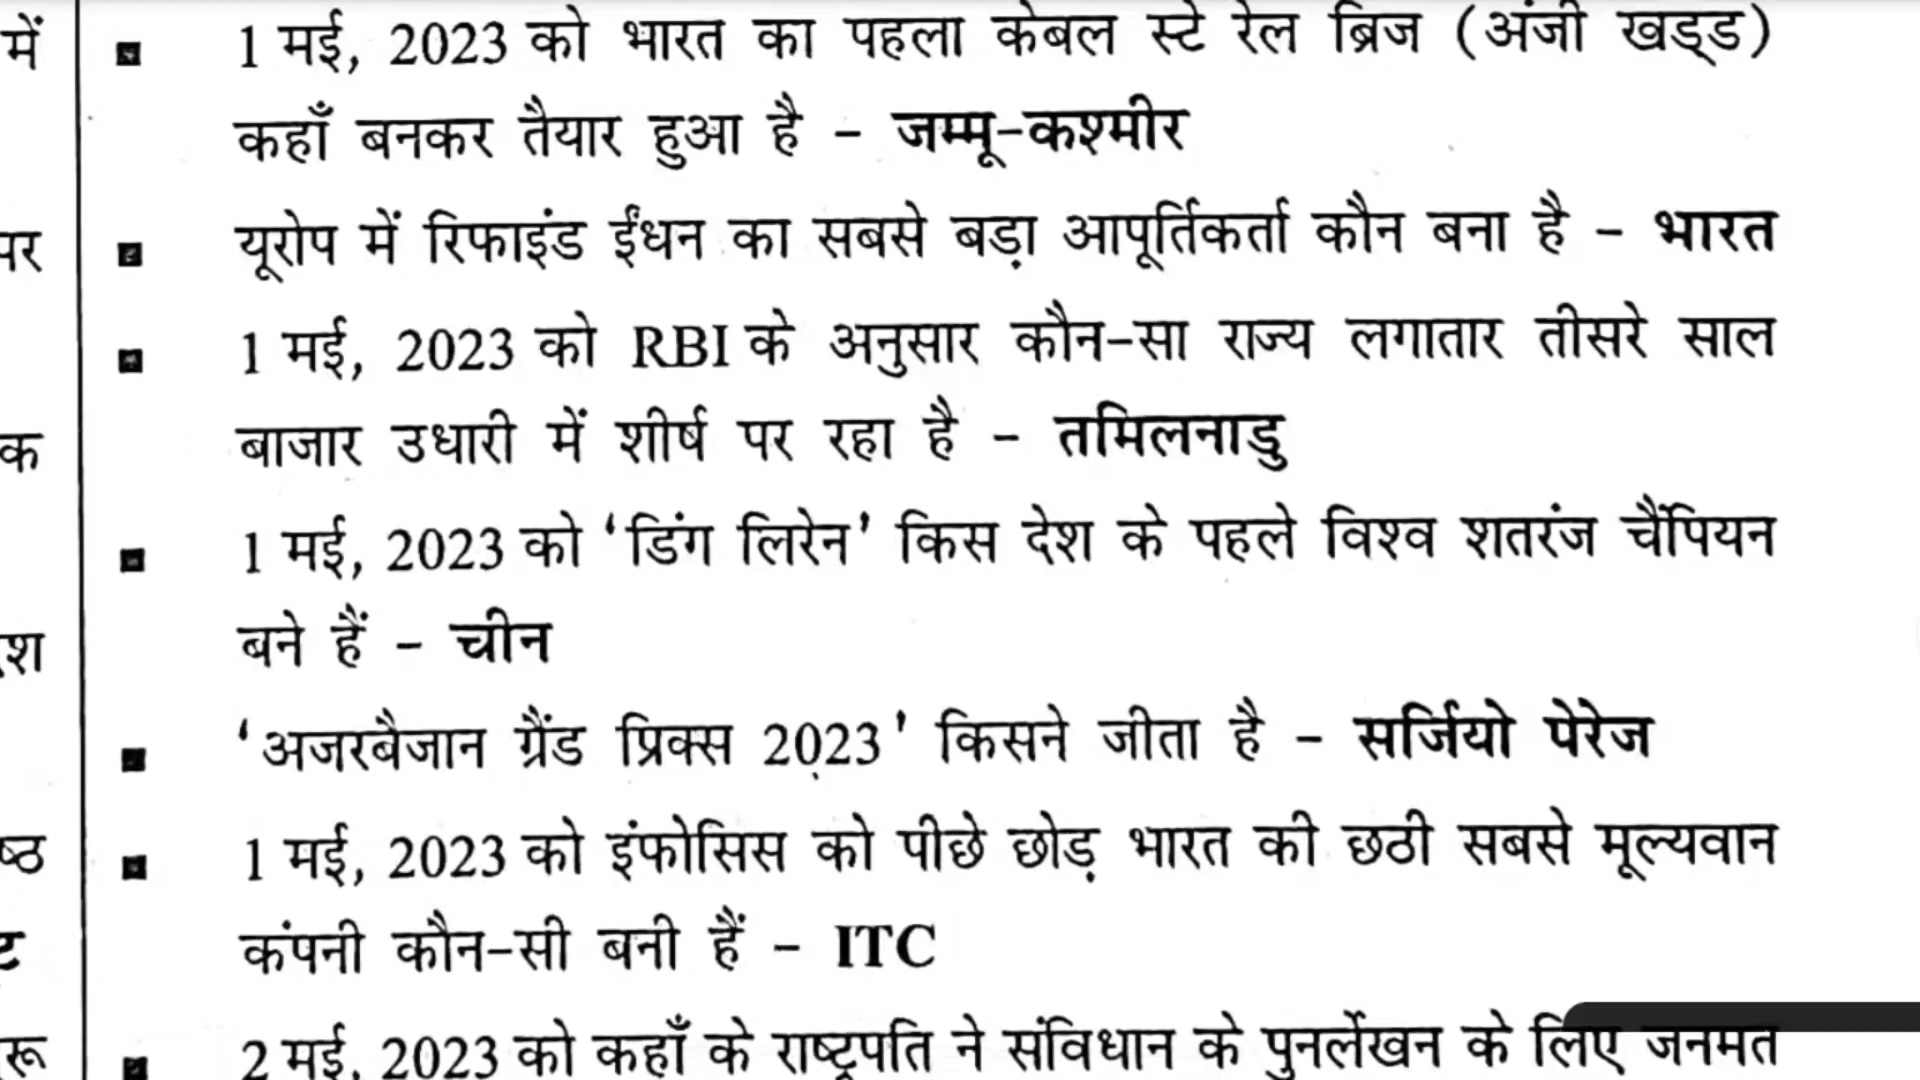 में
पर
क
श
ष्ठ
ट
रू
■ 1 मई, 2023 को भारत का पहला केबल स्टे रेल ब्रिज (अंजी खड्ड)
कहाँ बनकर तैयार हुआ है - जम्मू-कश्मीर
■ यूरोप में रिफाइंड ईंधन का सबसे बड़ा आपूर्तिकर्ता कौन बना है - भारत
■ 1 मई, 2023 को RBI के अनुसार कौन-सा राज्य लगातार तीसरे साल
बाजार उधारी में शीर्ष पर रहा है - तमिलनाडु
■ 1 मई, 2023 को ‘डिंग लिरेन’ किस देश के पहले विश्व शतरंज चैंपियन
बने हैं - चीन
■ ‘अजरबैजान ग्रैंड प्रिक्स 2023’ किसने जीता है - सर्जियो पेरेज
■ 1 मई, 2023 को इंफोसिस को पीछे छोड़ भारत की छठी सबसे मूल्यवान
कंपनी कौन-सी बनी हैं - ITC
■ 2 मई, 2023 को कहाँ के राष्ट्रपति ने संविधान के पुनर्लेखन के लिए जनमत